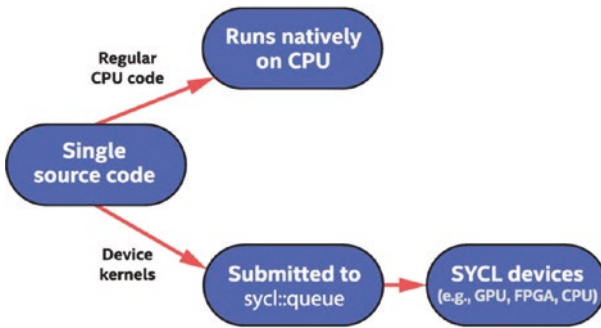 Runs natively
on CPU
Regular
CPU code
Single
source code
Device
kernels
Submitted to
sycl::queue
SYCL devices
(e.g., GPU, FPGA, CPU)